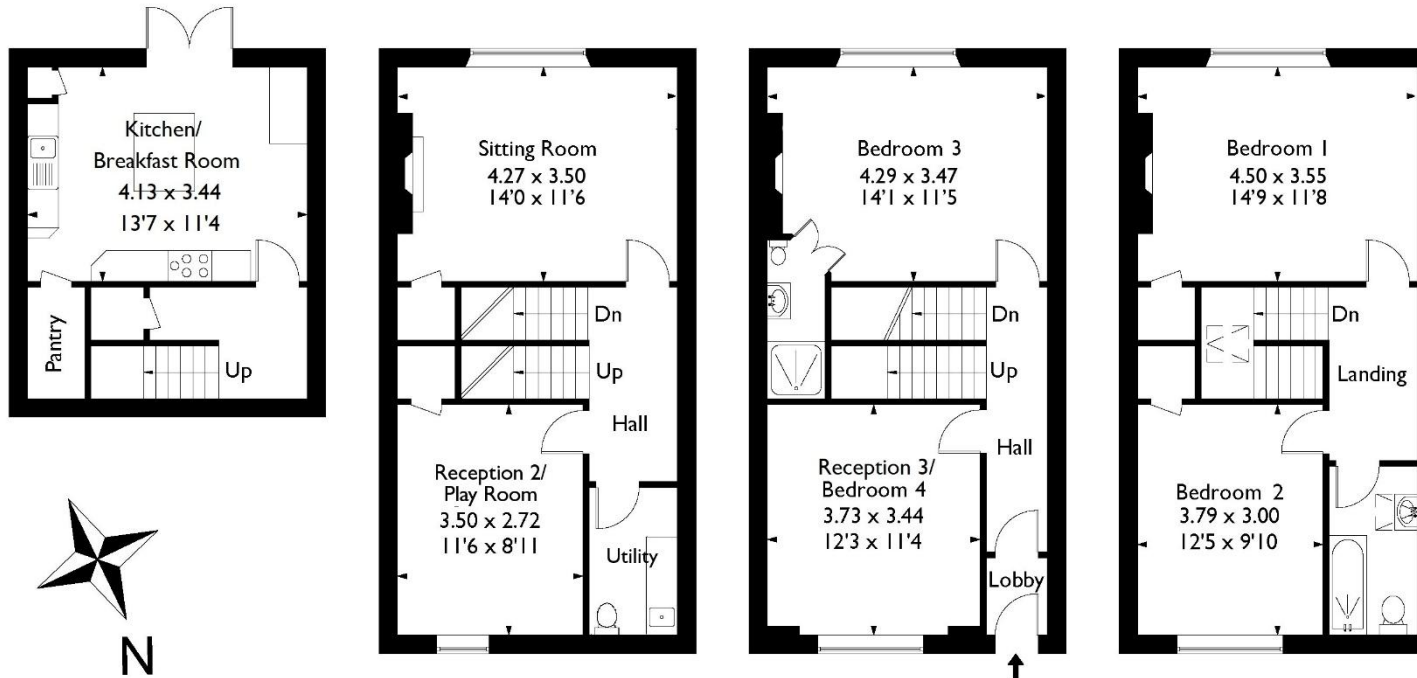 Kitchen/
Breakfast Room
4.13 x 3.44
13'7 x 11'4
Pantry
Up
N
Sitting Room
4.27 x 3.50
14'0 x 11'6
Dn
Up
Hall
Reception 2/
Play Room
3.50 x 2.72
11'6 x 8'11
Utility
Bedroom 3
4.29 x 3.47
14'1 x 11'5
Dn
Up
Hall
Reception 3/
Bedroom 4
3.73 x 3.44
12'3 x 11'4
Lobby
Bedroom 1
4.50 x 3.55
14'9 x 11'8
Dn
Landing
Bedroom 2
3.79 x 3.00
12'5 x 9'10